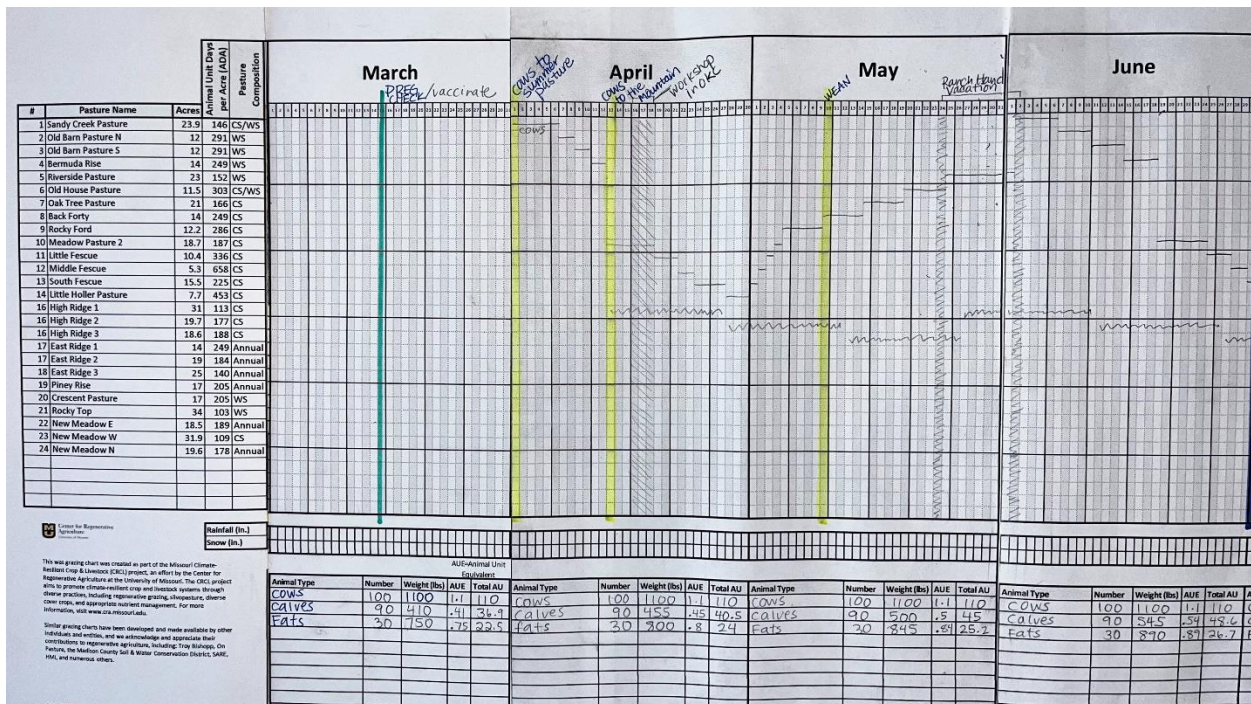 March
April
May
June
PREG CHECK/vaccinate
Cows to
Summer
Pasture
Cows
to the
Mountain
Workshop
in OKC
WEAN
Ranch Hand
Vacation
# Pasture Name Acres Animal Unit Days per Acre (ADA) Pasture Composition
1 Sandy Creek Pasture 23.9 146 CS/WS
2 Old Barn Pasture N 12 291 WS
3 Old Barn Pasture S 12 291 WS
4 Bermuda Rise 14 249 WS
5 Riverside Pasture 23 152 WS
6 Old House Pasture 11.5 303 CS/WS
7 Oak Tree Pasture 21 166 CS
8 Back Forty 14 249 CS
9 Rocky Ford 12.2 286 CS
10 Meadow Pasture 2 18.7 187 CS
11 Little Fescue 10.4 336 CS
12 Middle Fescue 5.3 658 CS
13 South Fescue 15.5 225 CS
14 Little Holler Pasture 7.7 453 CS
16 High Ridge 1 31 113 CS
16 High Ridge 2 19.7 177 CS
16 High Ridge 3 18.6 188 CS
17 East Ridge 1 14 249 Annual
17 East Ridge 2 19 184 Annual
18 East Ridge 3 25 140 Annual
19 Piney Rise 17 205 Annual
20 Crescent Pasture 17 205 WS
21 Rocky Top 34 103 WS
22 New Meadow E 18.5 189 Annual
23 New Meadow W 31.9 109 CS
24 New Meadow N 19.6 178 Annual
cows
Center for Regenerative
Agriculture
University of Missouri
Rainfall (in.)
Snow (in.)
This was grazing chart was created as part of the Missouri Climate-
Resilient Crop & Livestock (CRCL) project, an effort by the Center for
Regenerative Agriculture at the University of Missouri. The CRCL project
aims to promote climate-resilient crop and livestock systems through
diverse practices, including regenerative grazing, silvopasture, diverse
cover crops, and appropriate nutrient management. For more
information, visit www.cra.missouri.edu.
Similar grazing charts have been developed and made available by other
individuals and entities, and we acknowledge and appreciate their
contributions to regenerative agriculture, including: Troy Bishopp, On
Pasture, the Madison County Soil & Water Conservation District, SARE,
HMI, and numerous others.
AUE=Animal Unit
Equivalent
Animal Type Number Weight (lbs) AUE Total AU
Cows 100 1100 1.1 110
Calves 90 410 .41 36.9
Fats 30 750 .75 22.5
Animal Type Number Weight (lbs) AUE Total AU
Cows 100 1100 1.1 110
Calves 90 455 .45 40.5
fats 30 800 .8 24
Animal Type Number Weight (lbs) AUE Total AU
Cows 100 1100 1.1 110
Calves 90 500 .5 45
Fats 30 845 .84 25.2
Animal Type Number Weight (lbs) AUE Total AU
Cows 100 1100 1.1 110
Calves 90 545 .54 48.6
Fats 30 890 .89 26.7